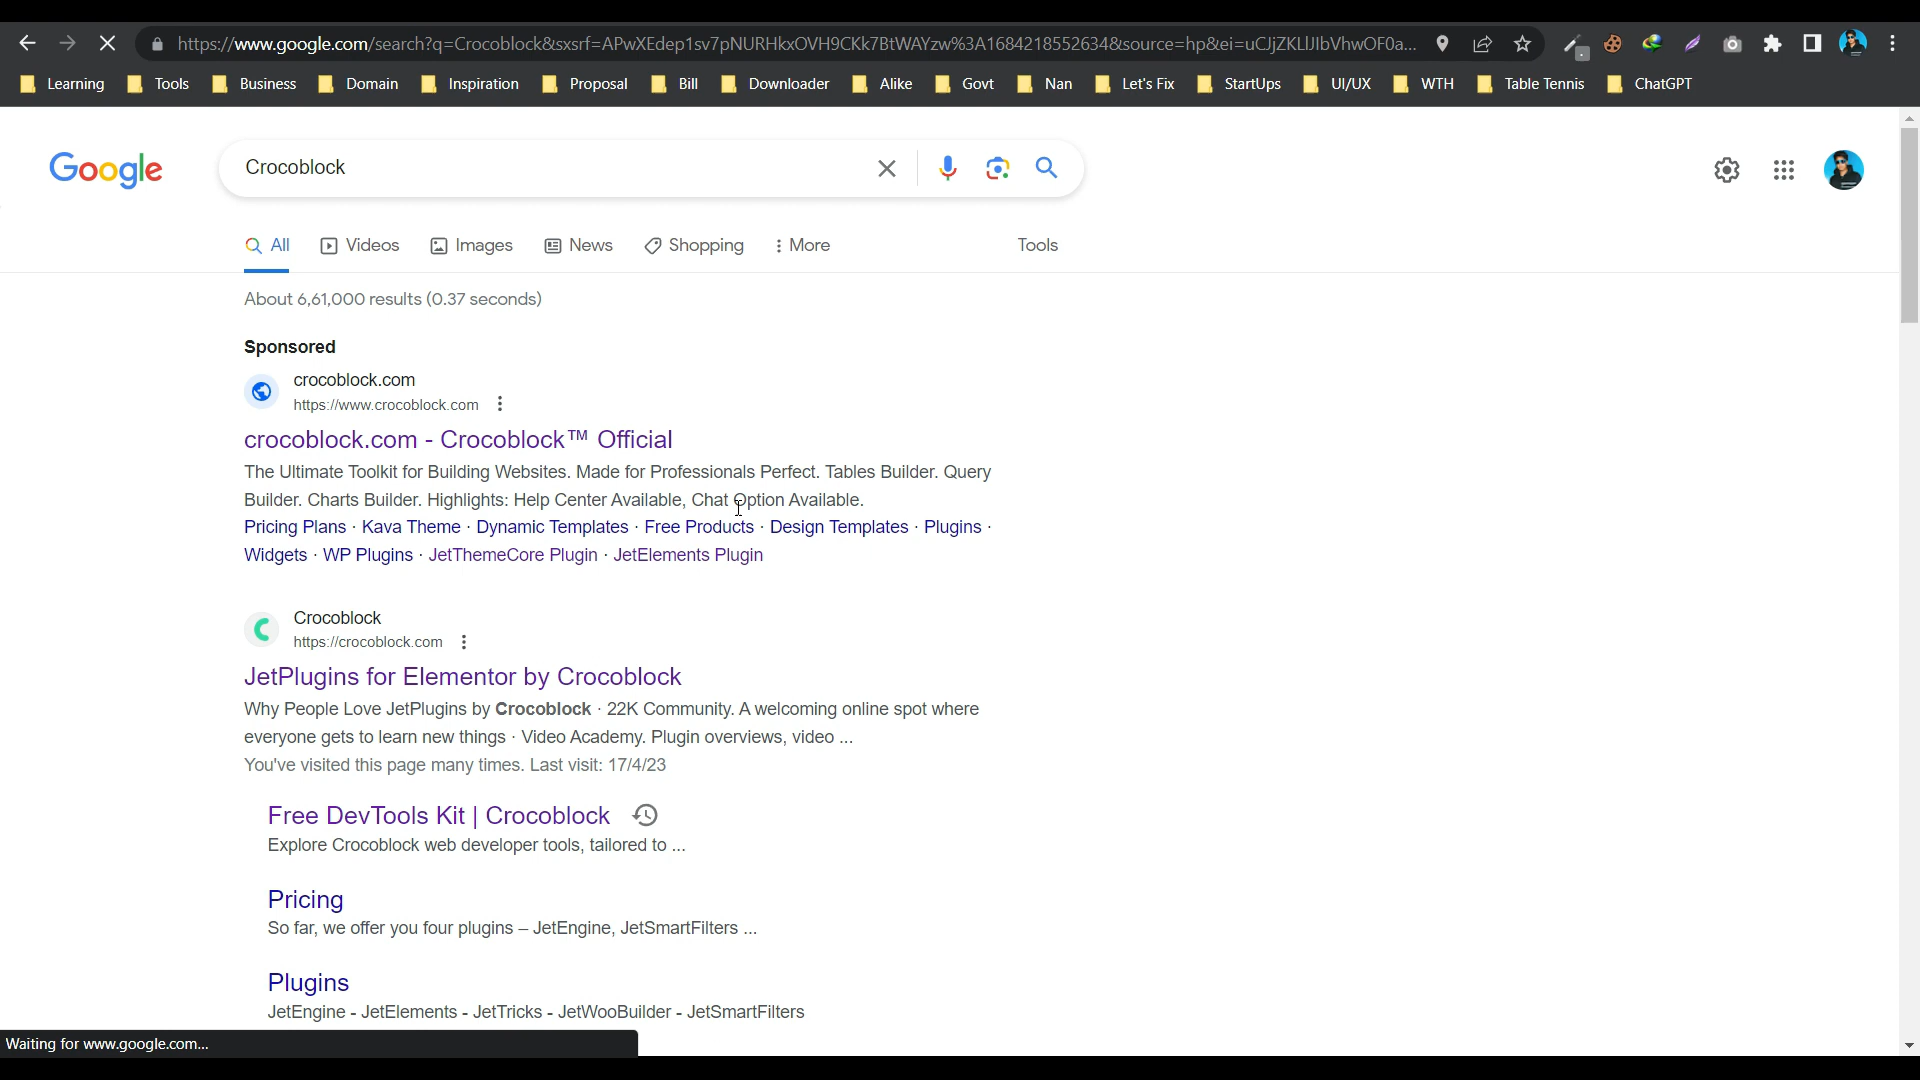 https://www.google.com/search?q=Crocoblock&sxsrf=APwXEdep1sv7pNURHkxOVH9CKk7BtWAYzw%3A1684218552634&source=hp&ei=uCJjZKLlJIbVhwOF0a...
Learning Tools Business Domain Inspiration Proposal Bill Downloader Alike Govt Nan Let's Fix StartUps UI/UX WTH Table Tennis ChatGPT
Google
Crocoblock
All Videos Images News Shopping More Tools
About 6,61,000 results (0.37 seconds)
Sponsored
crocoblock.com
https://www.crocoblock.com
crocoblock.com - Crocoblock™ Official
The Ultimate Toolkit for Building Websites. Made for Professionals Perfect. Tables Builder. Query
Builder. Charts Builder. Highlights: Help Center Available, Chat Option Available.
Pricing Plans · Kava Theme · Dynamic Templates · Free Products · Design Templates · Plugins ·
Widgets · WP Plugins · JetThemeCore Plugin · JetElements Plugin
Crocoblock
https://crocoblock.com
JetPlugins for Elementor by Crocoblock
Why People Love JetPlugins by Crocoblock · 22K Community. A welcoming online spot where
everyone gets to learn new things · Video Academy. Plugin overviews, video ...
You've visited this page many times. Last visit: 17/4/23
Free DevTools Kit | Crocoblock
Explore Crocoblock web developer tools, tailored to ...
Pricing
So far, we offer you four plugins – JetEngine, JetSmartFilters ...
Plugins
JetEngine - JetElements - JetTricks - JetWooBuilder - JetSmartFilters
Waiting for www.google.com...